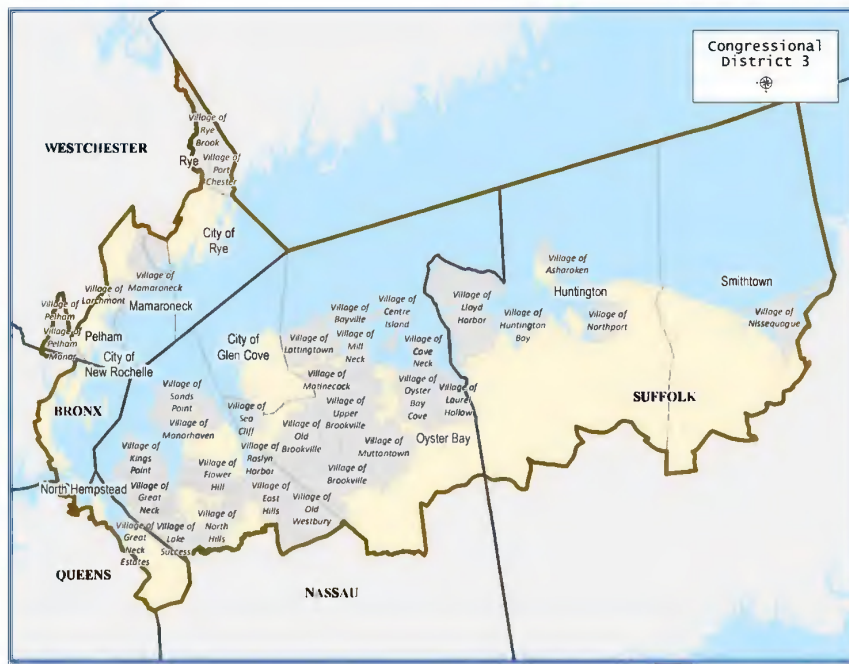 Congressional
District 3
WESTCHESTER
Village of
Rye
Brook
Rye
Village of
Port
Chester
City of
Rye
Village of
Mamaroneck
Village of
Larchmont
Mamaroneck
Village of
Pelham
Pelham
Village of
Pelham
Manor
City of
New Rochelle
BRONX
Village of
Asharoken
Huntington
Smithtown
Village of
Lloyd
Harbor
Village of
Huntington
Bay
Village of
Northport
Village of
Nissequogue
SUFFOLK
Village of
Centre
Island
Village of
Bayville
Village of
Mill
Neck
Village of
Lattingtown
City of
Glen Cove
Village of
Cove
Neck
Village of
Matinecock
Village of
Oyster
Bay
Cove
Village of
Laurel
Hollow
Village of
Sands
Point
Village of
Manorhaven
Village of
Sea
Cliff
Village of
Upper
Brookville
Village of
Old
Brookville
Oyster Bay
Village of
Muttontown
Village of
Kings
Point
Village of
Roslyn
Harbor
Village of
Flower
Hill
Village of
Brookville
North Hempstead
Village of
Great
Neck
Village of
East
Hills
Village of
Old
Westbury
Village of
Great
Neck
Estates
Village of
Lake
Success
Village of
North
Hills
QUEENS
NASSAU